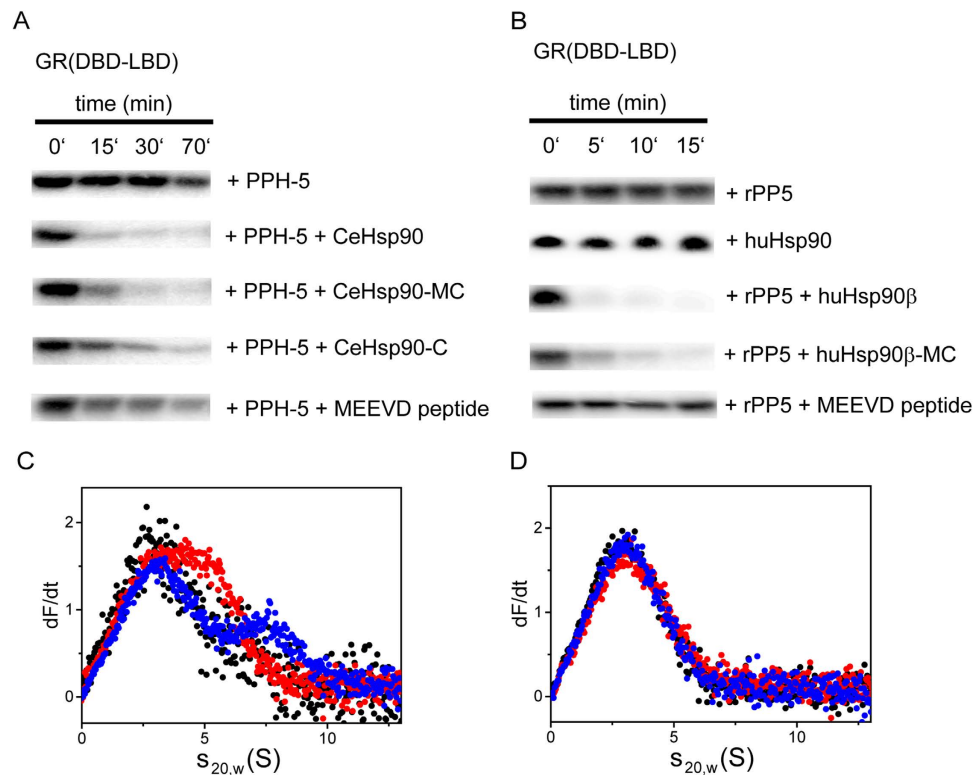 A
GR(DBD-LBD)
time (min)
0‘ 15‘ 30‘ 70‘
+ PPH-5
+ PPH-5 + CeHsp90
+ PPH-5 + CeHsp90-MC
+ PPH-5 + CeHsp90-C
+ PPH-5 + MEEVD peptide
B
GR(DBD-LBD)
time (min)
0‘ 5‘ 10‘ 15‘
+ rPP5
+ huHsp90
+ rPP5 + huHsp90β
+ rPP5 + huHsp90β-MC
+ rPP5 + MEEVD peptide
C
dF/dt
2
1
0
0 5 10
s20,w(S)
D
dF/dt
2
1
0
0 5 10
s20,w(S)